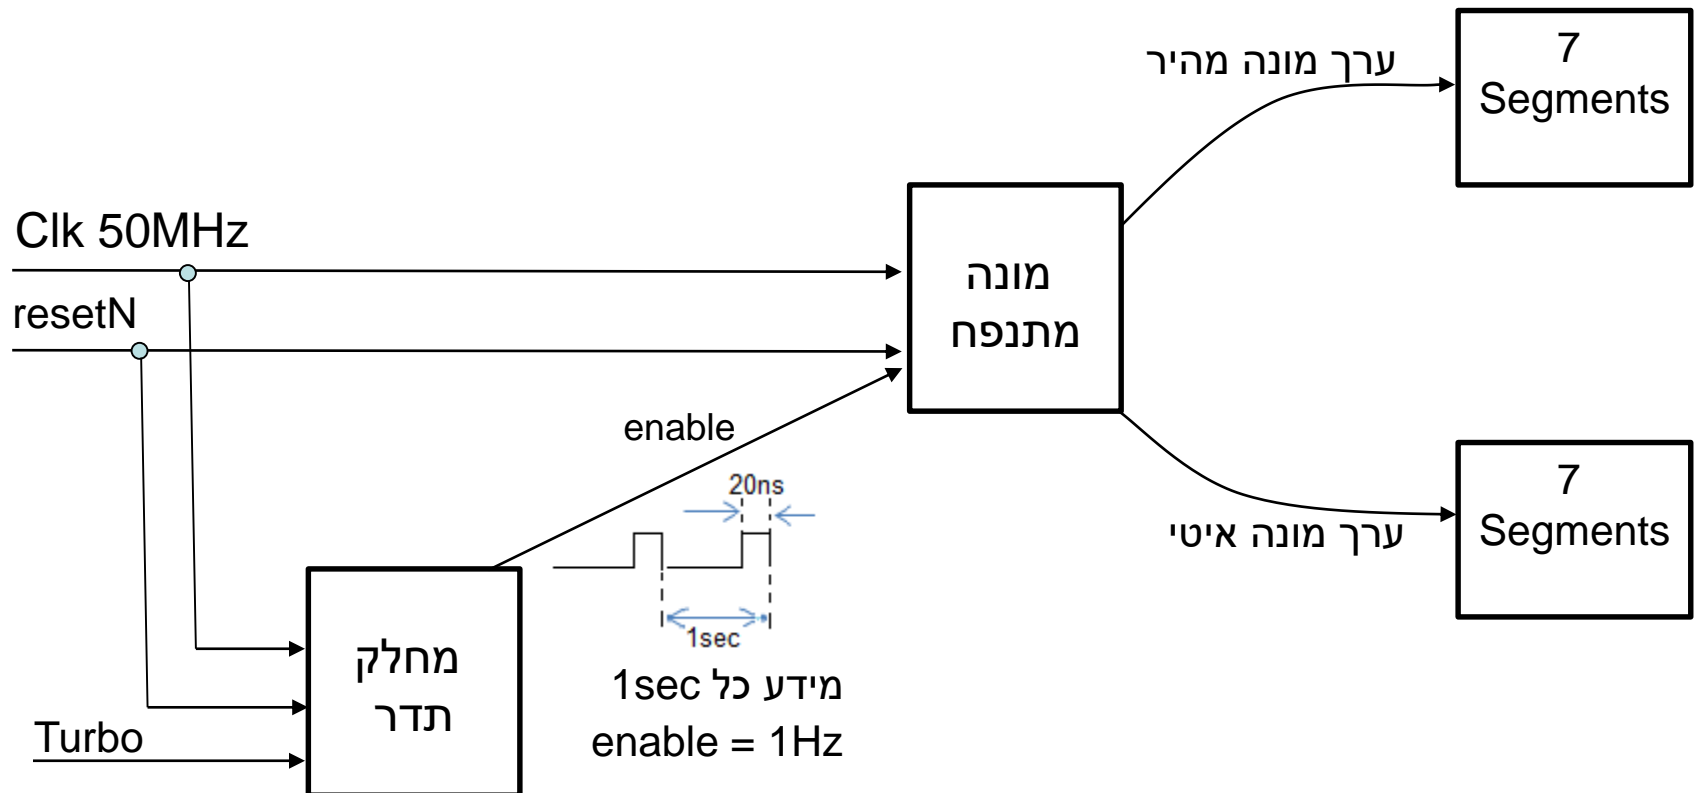 7
Segments
ערך מונה מהיר
Clk 50MHz
resetN
מונה
מתנפח
enable
20ns
1sec
7
Segments
ערך מונה איטי
מחלק
תדר
מידע כל 1sec
enable = 1Hz
Turbo